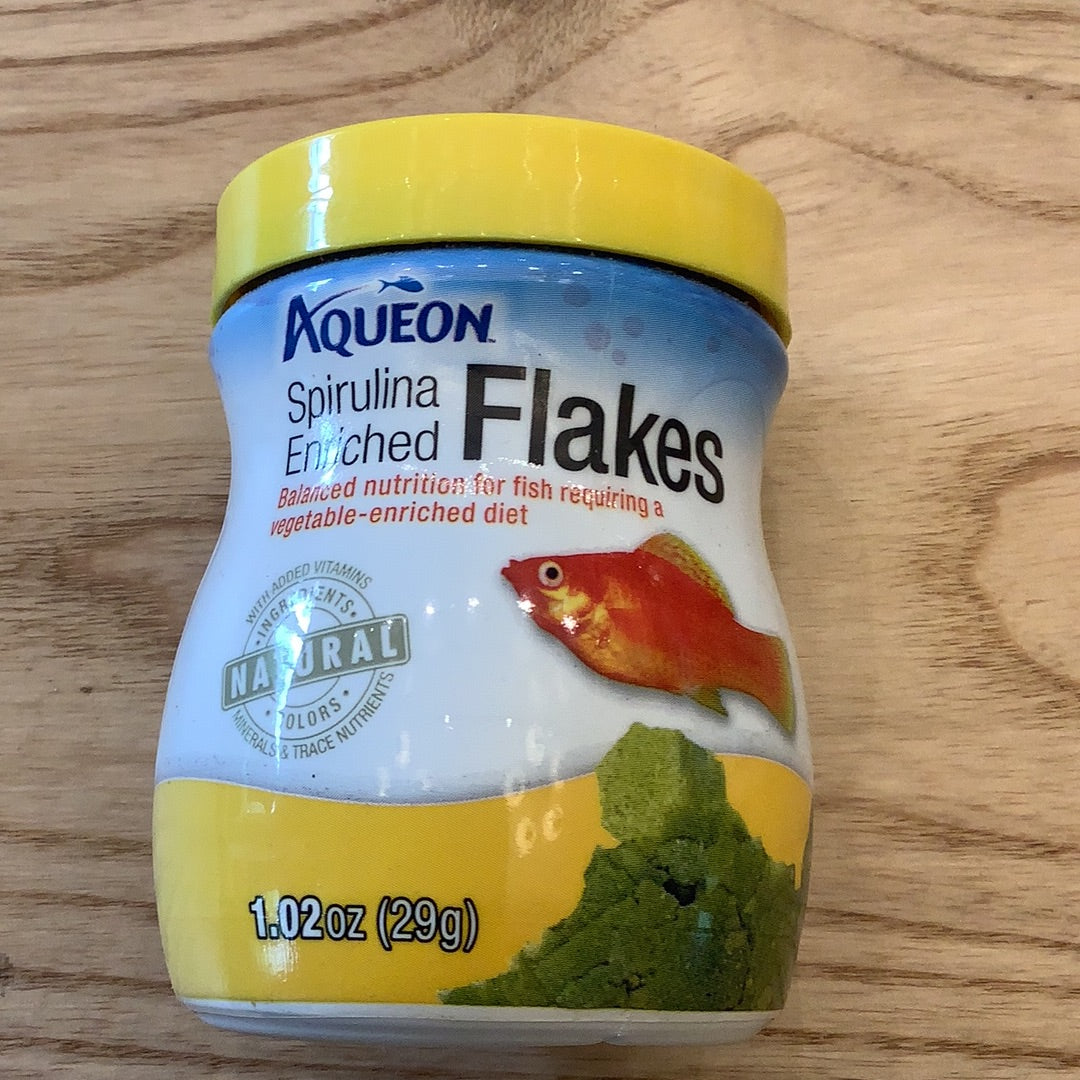 AQUEON™
Spirulina
Enriched
Flakes
Balanced nutrition for fish requiring a
vegetable-enriched diet
WITH ADDED VITAMINS
•INGREDIENTS•
NATURAL
•COLORS•
MINERALS & TRACE NUTRIENTS
1.02oz (29g)